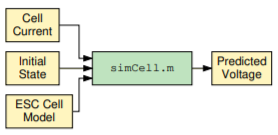 Cell
Current
Initial
State
ESC Cell
Model
simCell.m
Predicted
Voltage